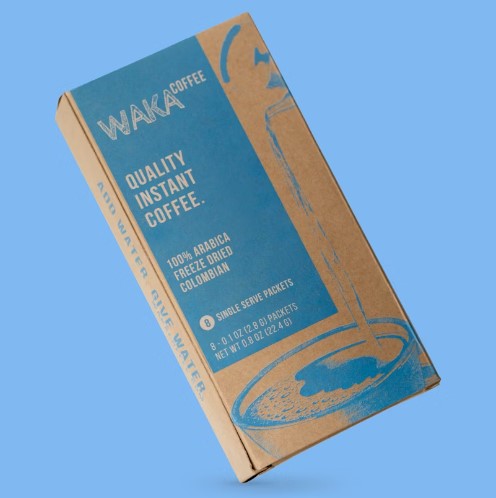 WAKA COFFEE
QUALITY
INSTANT
COFFEE.
100% ARABICA
FREEZE DRIED
COLOMBIAN
8 SINGLE SERVE PACKETS
8 - 0.1 OZ (2.8 G) PACKETS
NET WT 0.8 OZ (22.4 G)
ADD WATER. GIVE WATER.